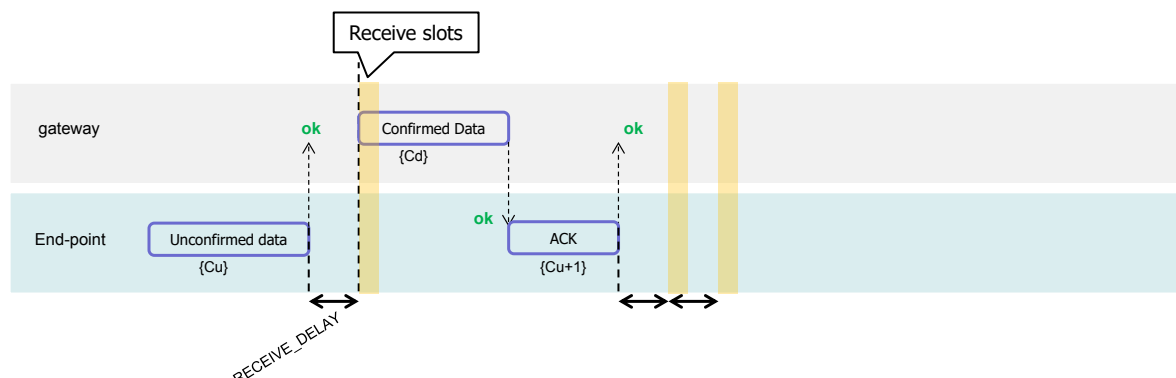 Receive slots
gateway
ok
Confirmed Data
ok
{Cd}
ok
End-point
Unconfirmed data
ACK
{Cu}
{Cu+1}
RECEIVE_DELAY